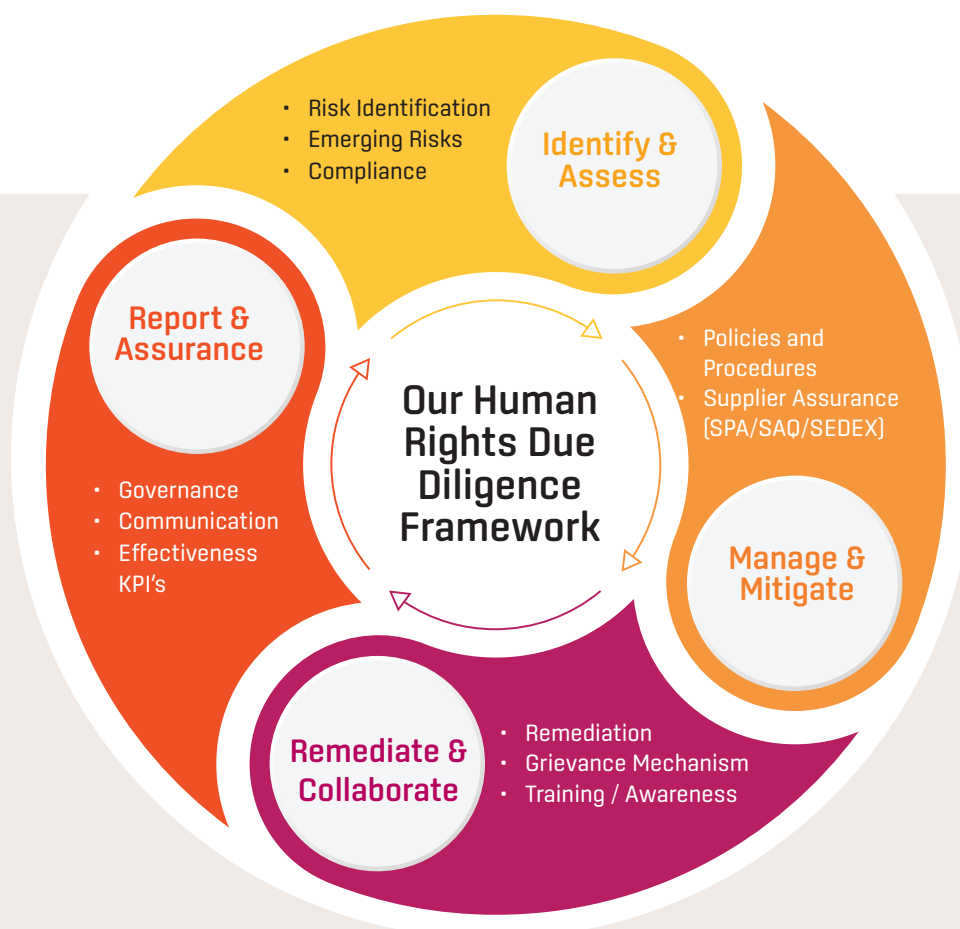 • Risk Identification
• Emerging Risks
• Compliance
Identify &
Assess
• Policies and
Procedures
• Supplier Assurance
(SPA/SAQ/SEDEX)
Manage &
Mitigate
• Remediation
• Grievance Mechanism
• Training / Awareness
Remediate &
Collaborate
Report &
Assurance
• Governance
• Communication
• Effectiveness
KPI's
Our Human
Rights Due
Diligence
Framework